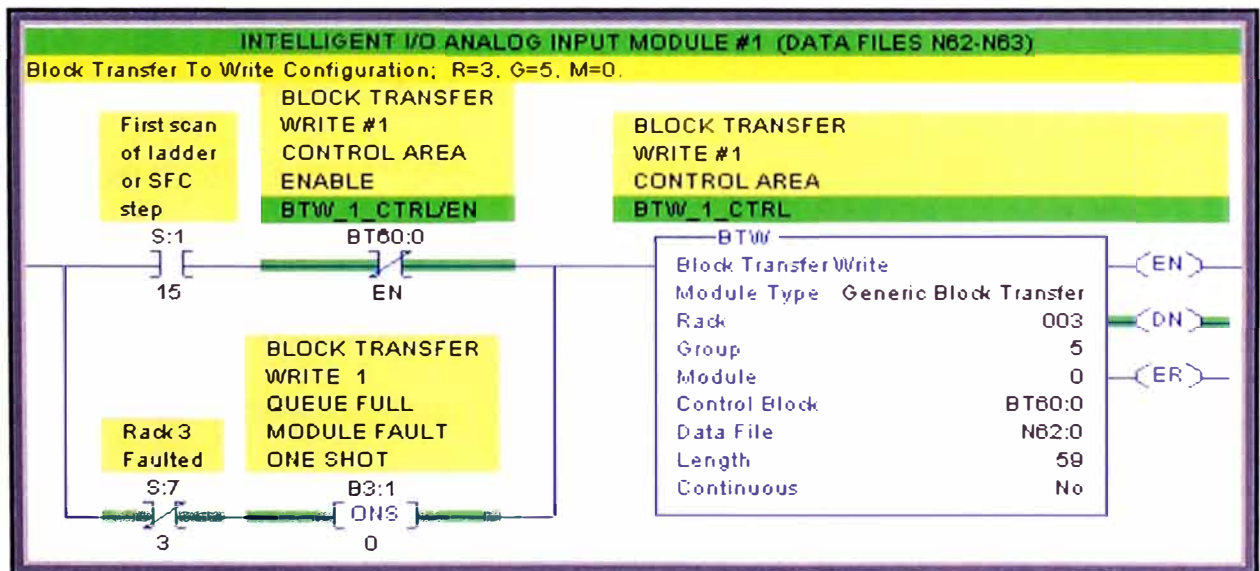 INTELLIGENT I/O ANALOG INPUT MODULE #1 (DATA FILES N62-N63)
Block Transfer To Write Configuration; R=3, G=5, M=0.
First scan
of ladder
or SFC
step
S:1
15
BLOCK TRANSFER
WRITE #1
CONTROL AREA
ENABLE
BTW_1_CTRL/EN
BT60:0
EN
Rack 3
Faulted
S:7
3
BLOCK TRANSFER
WRITE 1
QUEUE FULL
MODULE FAULT
ONE SHOT
B3:1
ONS
0
BLOCK TRANSFER
WRITE #1
CONTROL AREA
BTW_1_CTRL
BTW
Block Transfer Write
Module Type Generic Block Transfer
Rack 003
Group 5
Module 0
Control Block BT60:0
Data File N62:0
Length 59
Continuous No
EN
DN
ER